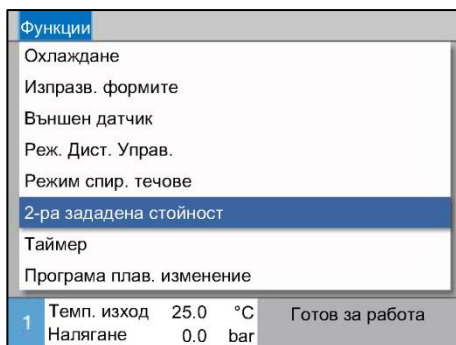 Функции
Охлаждане
Изпразв. формите
Външен датчик
Реж. Дист. Управ.
Режим спир. течове
2-ра зададена стойност
Таймер
Програма плав. изменение
1 Темп. изход 25.0 °C Готов за работа
Налягане 0.0 bar